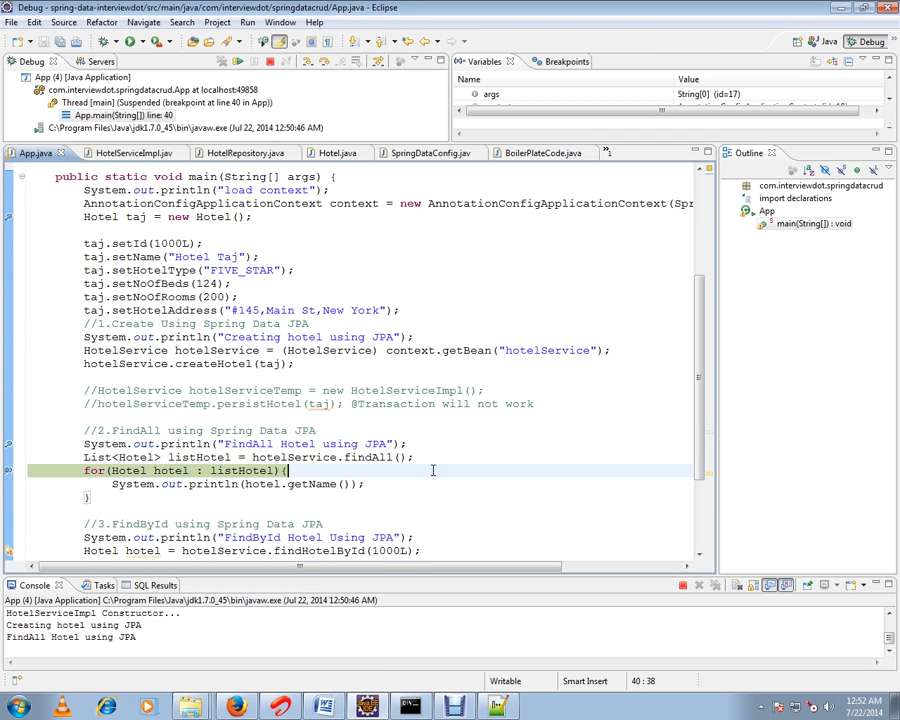 Debug - spring-data-interviewdot/src/main/java/com/interviewdot/springdatacrud/App.java - Eclipse
File Edit Source Refactor Navigate Search Project Run Window Help
Java Debug
Debug Servers
App (4) [Java Application]
com.interviewdot.springdatacrud.App at localhost:49858
Thread [main] (Suspended (breakpoint at line 40 in App))
App.main(String[]) line: 40
C:\Program Files\Java\jdk1.7.0_45\bin\javaw.exe (Jul 22, 2014 12:50:46 AM)
Variables Breakpoints
Name Value
args String[0] (id=17)
App.java HotelServiceImpl.jav HotelRepository.java Hotel.java SpringDataConfig.jav BoilerPlateCode.java »1
public static void main(String[] args) {
System.out.println("load context");
AnnotationConfigApplicationContext context = new AnnotationConfigApplicationContext(Spr
Hotel taj = new Hotel();
taj.setId(1000L);
taj.setName("Hotel Taj");
taj.setHotelType("FIVE_STAR");
taj.setNoOfBeds(124);
taj.setNoOfRooms(200);
taj.setHotelAddress("#145,Main St,New York");
//1.Create Using Spring Data JPA
System.out.println("Creating hotel using JPA");
HotelService hotelService = (HotelService) context.getBean("hotelService");
hotelService.createHotel(taj);
//HotelService hotelServiceTemp = new HotelServiceImpl();
//hotelServiceTemp.persistHotel(taj); @Transaction will not work
//2.FindAll using Spring Data JPA
System.out.println("FindAll Hotel using JPA");
List<Hotel> listHotel = hotelService.findAll();
for(Hotel hotel : listHotel){
System.out.println(hotel.getName());
}
//3.FindById using Spring Data JPA
System.out.println("FindById Hotel Using JPA");
Hotel hotel = hotelService.findHotelById(1000L);
Outline
com.interviewdot.springdatacrud
import declarations
App
main(String[]) : void
Console Tasks SQL Results
App (4) [Java Application] C:\Program Files\Java\jdk1.7.0_45\bin\javaw.exe (Jul 22, 2014 12:50:46 AM)
HotelServiceImpl Constructor...
Creating hotel using JPA
FindAll Hotel using JPA
Writable Smart Insert 40 : 38
12:52 AM
7/22/2014